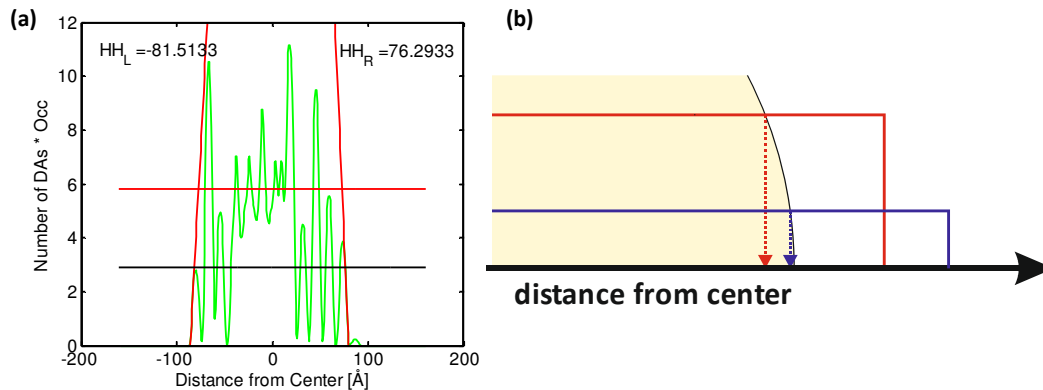 (a)
12
10
8
6
4
2
0
Number of DAs * Occ
HH_L =-81.5133
HH_R =76.2933
-200
-100
0
100
200
Distance from Center [Å]
(b)
distance from center